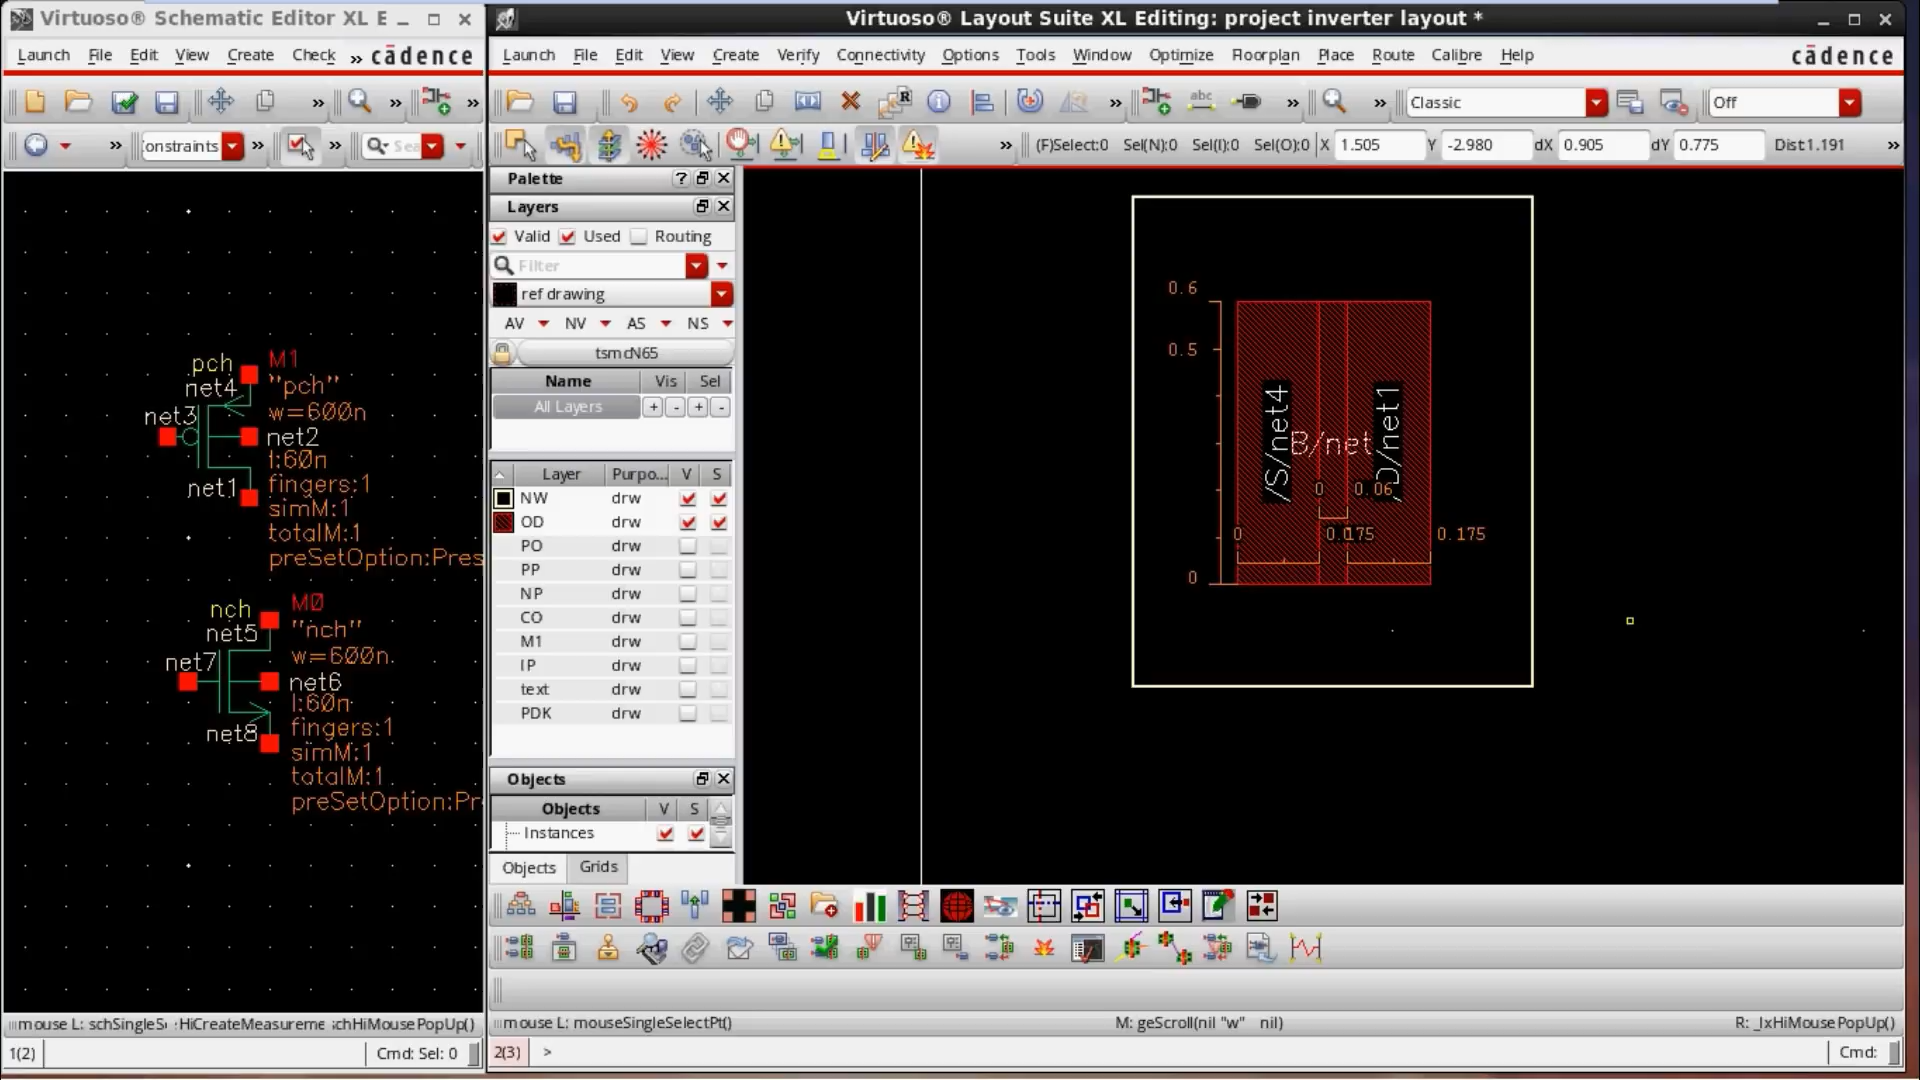 Virtuoso® Schematic Editor XL E
Launch File Edit View Create Check » cādence
Constraints
Sea
pch
M1
net4
"pch"
net3
w=600n
net2
l:60n
net1
fingers:1
simM:1
totalM:1
preSetOption:Pres
nch
M0
net5
"nch"
net7
w=600n
net6
l:60n
net8
fingers:1
simM:1
totalM:1
preSetOption:Pr
mouse L: schSingleS HiCreateMeasureme ichHiMousePopUp()
1(2) Cmd: Sel: 0
Virtuoso® Layout Suite XL Editing: project inverter layout *
Launch File Edit View Create Verify Connectivity Options Tools Window Optimize Floorplan Place Route Calibre Help cādence
Classic Off
(F)Select:0 Sel(N):0 Sel(I):0 Sel(O):0 X 1.505 Y -2.980 dX 0.905 dY 0.775 Dist1.191
Palette
Layers
Valid Used Routing
Filter
ref drawing
AV NV AS NS
tsmcN65
Name Vis Sel
All Layers + - + -
Layer Purpo... V S
NW drw
OD drw
PO drw
PP drw
NP drw
CO drw
M1 drw
IP drw
text drw
PDK drw
Objects
Objects V S
Instances
Objects Grids
0.6
0.5
/S/net4
B/net
/D/net1
0 0.06
0 0.175 0.175
0
mouse L: mouseSingleSelectPt() M: geScroll(nil "w" nil) R: _lxHiMousePopUp()
2(3) > Cmd: